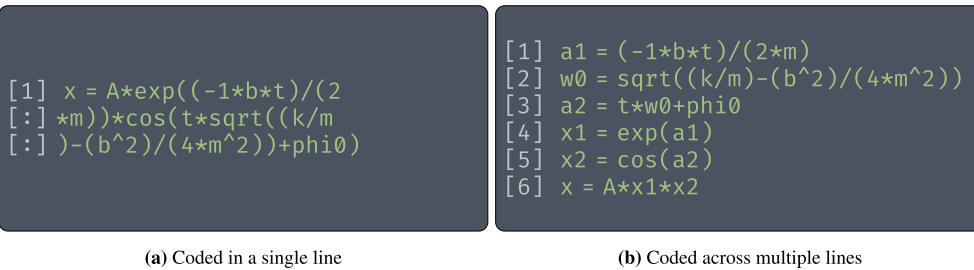 [1] x = A*exp((-1*b*t)/(2
[:] *m))*cos(t*sqrt((k/m
[:] )-(b^2)/(4*m^2))+phi0)
(a) Coded in a single line
[1] a1 = (-1*b*t)/(2*m)
[2] w0 = sqrt((k/m)-(b^2)/(4*m^2))
[3] a2 = t*w0+phi0
[4] x1 = exp(a1)
[5] x2 = cos(a2)
[6] x = A*x1*x2
(b) Coded across multiple lines